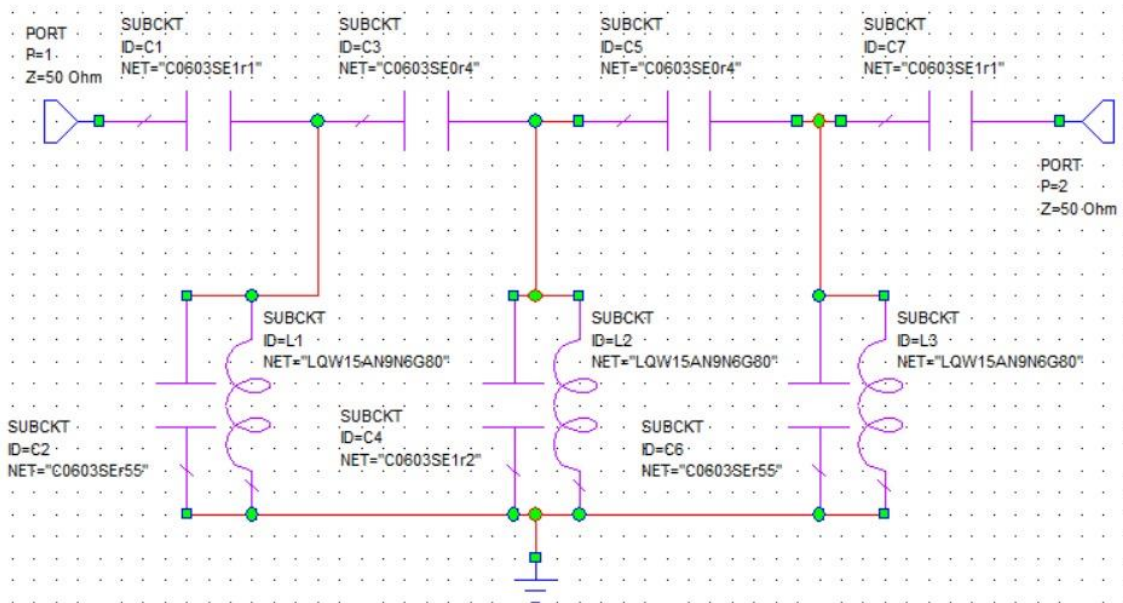 PORT
P=1
Z=50 Ohm
SUBCKT
ID=C1
NET="C0603SE1r1"
SUBCKT
ID=C3
NET="C0603SE0r4"
SUBCKT
ID=C5
NET="C0603SE0r4"
SUBCKT
ID=C7
NET="C0603SE1r1"
PORT
P=2
Z=50 Ohm
SUBCKT
ID=L1
NET="LQW15AN9N6G80"
SUBCKT
ID=L2
NET="LQW15AN9N6G80"
SUBCKT
ID=L3
NET="LQW15AN9N6G80"
SUBCKT
ID=C2
NET="C0603SEr55"
SUBCKT
ID=C4
NET="C0603SE1r2"
SUBCKT
ID=C6
NET="C0603SEr55"